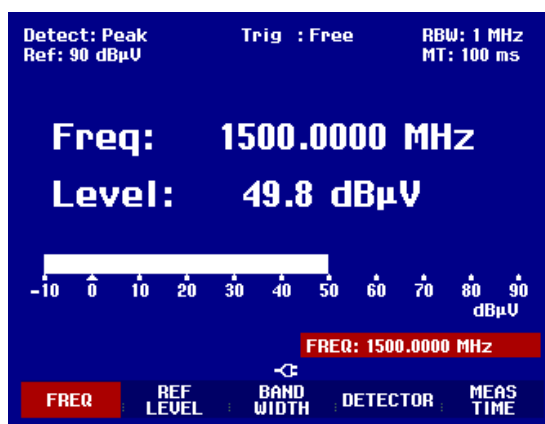 Detect: Peak Trig : Free RBW: 1 MHz
Ref: 90 dBµV MT: 100 ms
Freq: 1500.0000 MHz
Level: 49.8 dBµV
-10 0 10 20 30 40 50 60 70 80 90
dBµV
FREQ: 1500.0000 MHz
FREQ REF LEVEL BAND WIDTH DETECTOR MEAS TIME